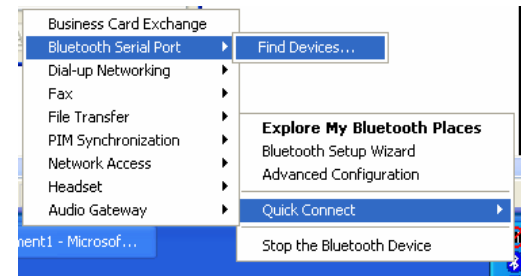 Business Card Exchange
Bluetooth Serial Port
Dial-up Networking
Fax
File Transfer
PIM Synchronization
Network Access
Headset
Audio Gateway
Find Devices...
Explore My Bluetooth Places
Bluetooth Setup Wizard
Advanced Configuration
Quick Connect
Stop the Bluetooth Device
ment1 - Microsof...